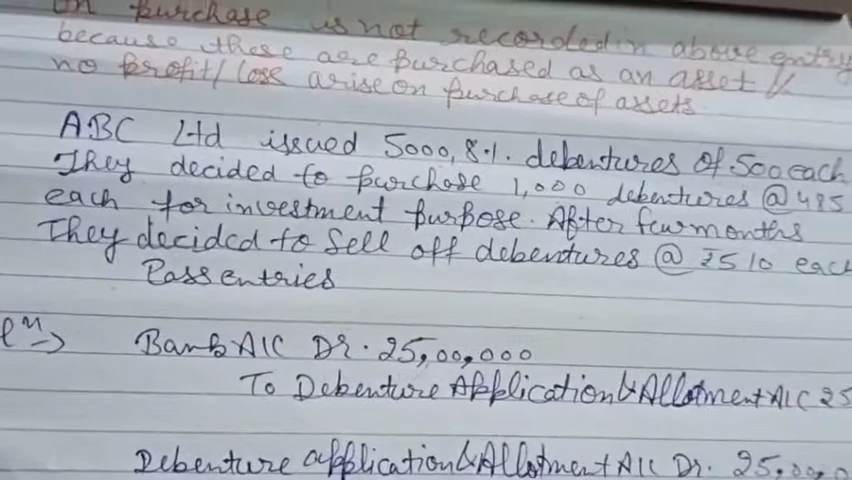 on purchase is not recorded in above entry
because these are purchased as an asset &
no profit/loss arise on purchase of assets.
ABC Ltd issued 5000, 8%. debentures of 500 each
They decided to purchase 1,000 debentures @ 485
each for investment purpose. After few months
They decided to sell off debentures @ ₹510 each
Pass entries
Bank A/C Dr. 25,00,000
To Debenture Application & Allotment A/C 25
Debenture application & Allotment A/C Dr. 25,00,0